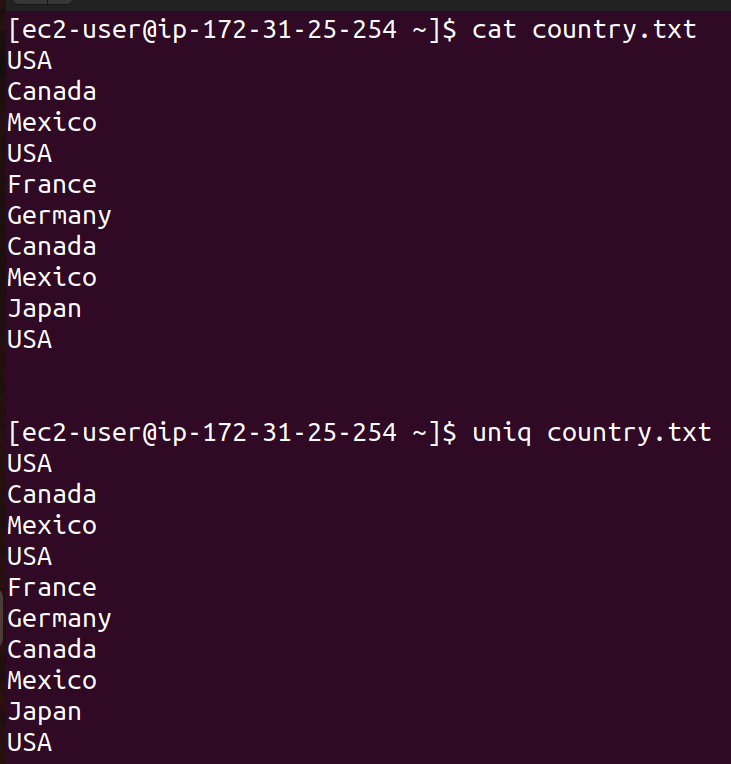 [ec2-user@ip-172-31-25-254 ~]$ cat country.txt
USA
Canada
Mexico
USA
France
Germany
Canada
Mexico
Japan
USA
[ec2-user@ip-172-31-25-254 ~]$ uniq country.txt
USA
Canada
Mexico
USA
France
Germany
Canada
Mexico
Japan
USA